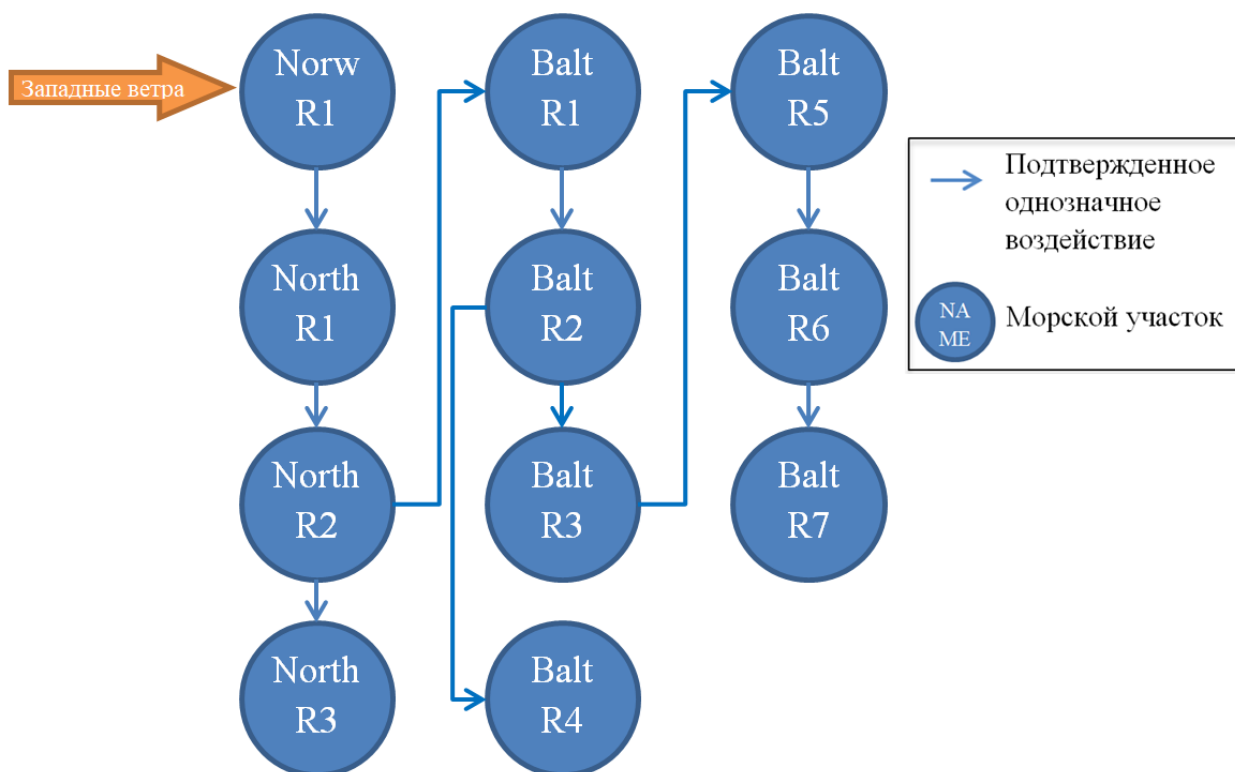 Западные ветра
Norw
R1
North
R1
North
R2
North
R3
Balt
R1
Balt
R2
Balt
R3
Balt
R4
Balt
R5
Balt
R6
Balt
R7
Подтвержденное
однозначное
воздействие
NA
ME
Морской участок